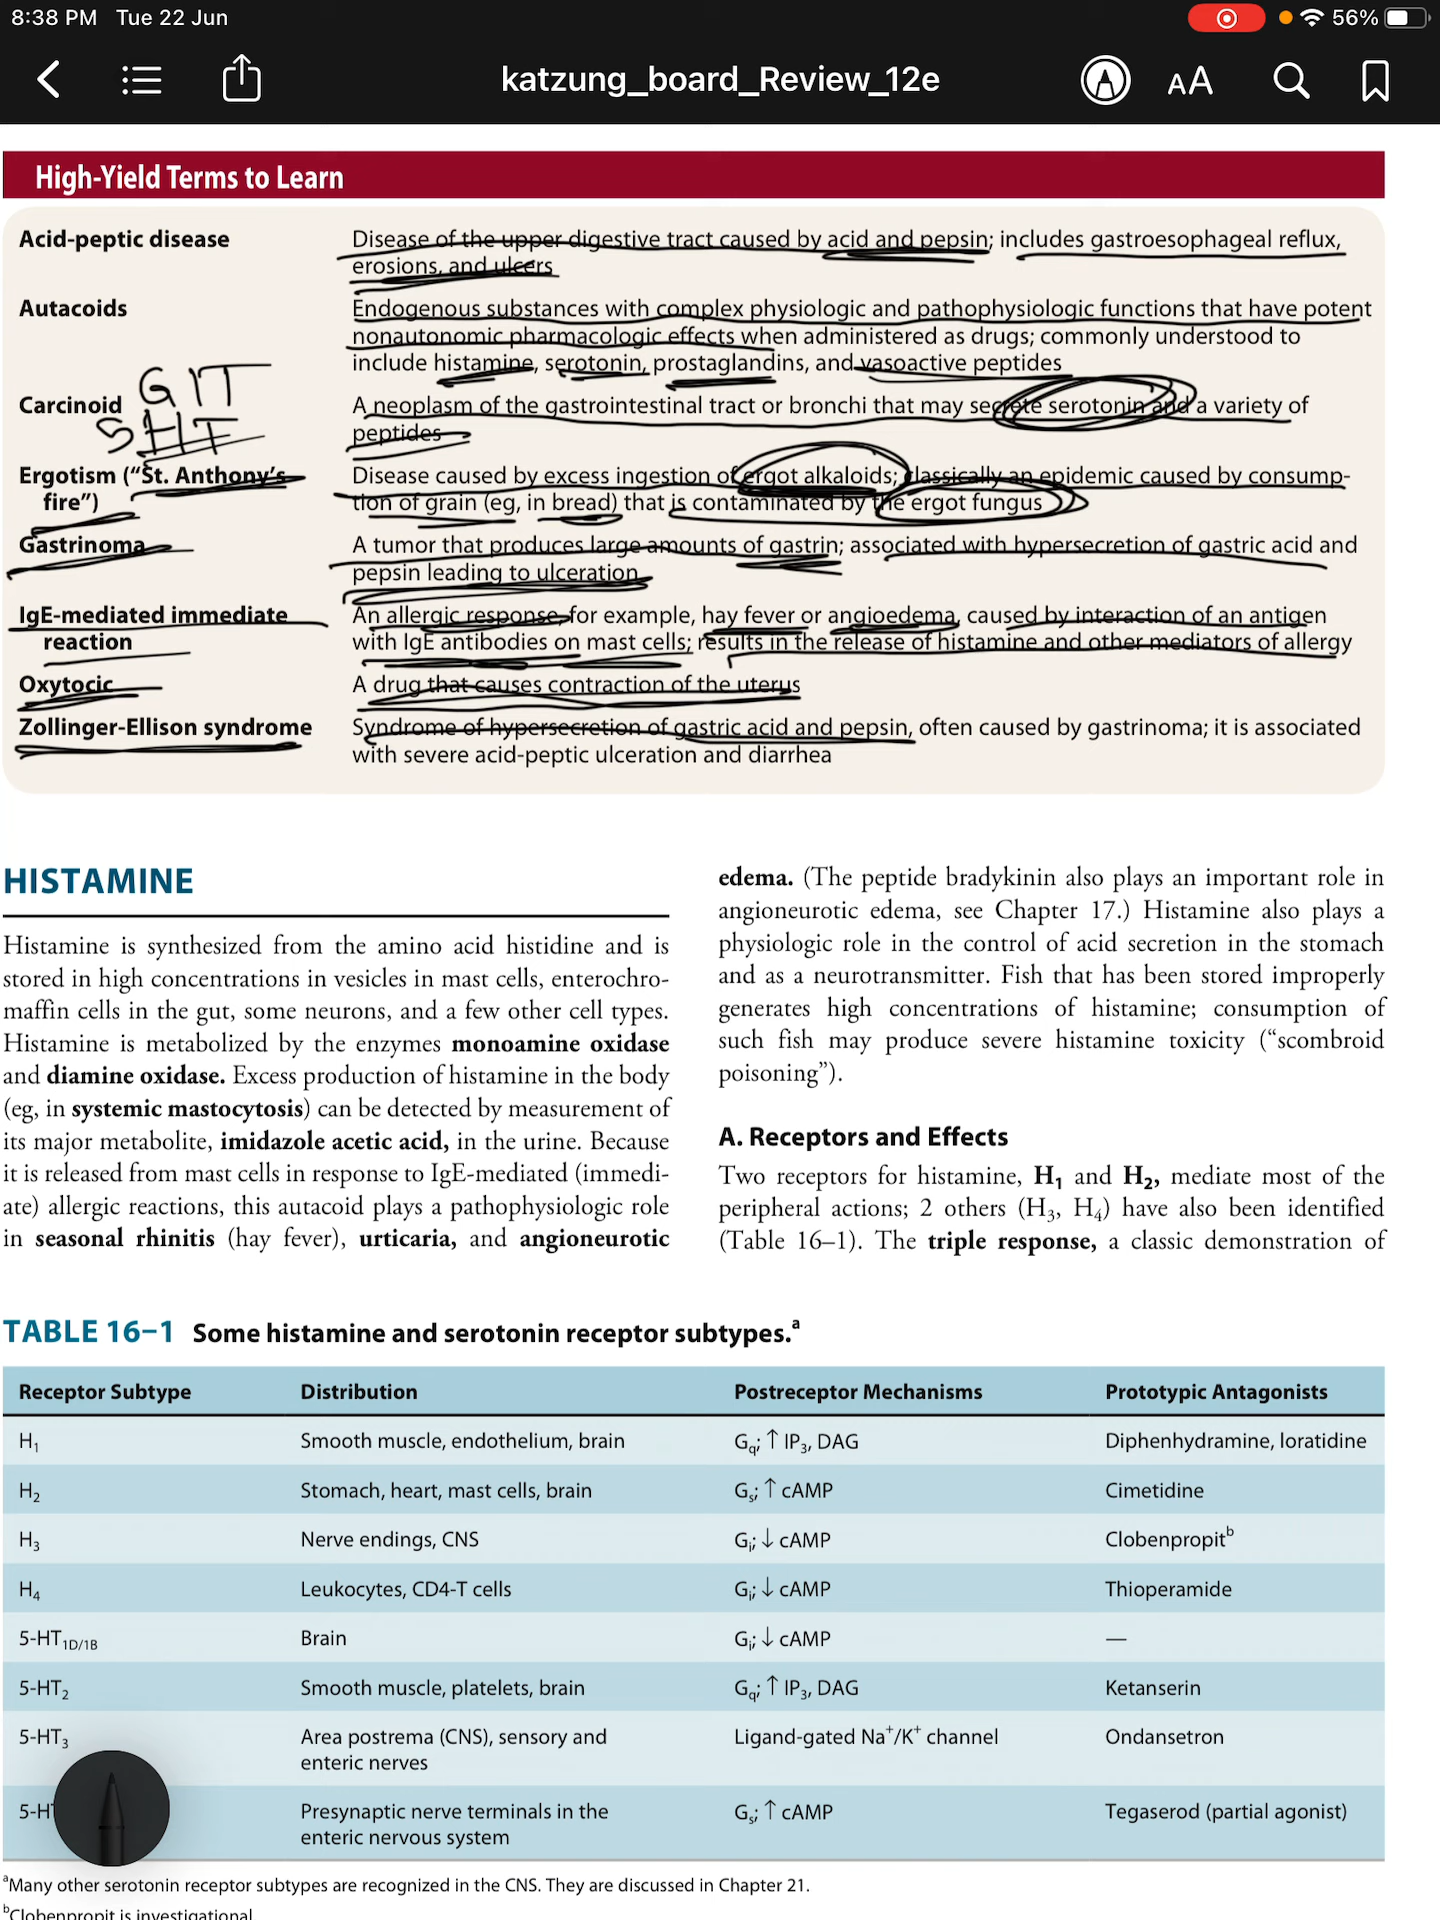 8:38 PM Tue 22 Jun
56%
katzung_board_Review_12e
AA
High-Yield Terms to Learn
Acid-peptic disease Disease of the upper digestive tract caused by acid and pepsin; includes gastroesophageal reflux,
erosions, and ulcers
Autacoids Endogenous substances with complex physiologic and pathophysiologic functions that have potent
nonautonomic pharmacologic effects when administered as drugs; commonly understood to
include histamine, serotonin, prostaglandins, and vasoactive peptides
GIT
Carcinoid A neoplasm of the gastrointestinal tract or bronchi that may secrete serotonin and a variety of
peptides
5HT
Ergotism (“St. Anthony’s Disease caused by excess ingestion of ergot alkaloids; classically an epidemic caused by consump-
fire”) tion of grain (eg, in bread) that is contaminated by the ergot fungus
Gastrinoma A tumor that produces large amounts of gastrin; associated with hypersecretion of gastric acid and
pepsin leading to ulceration
IgE-mediated immediate An allergic response, for example, hay fever or angioedema, caused by interaction of an antigen
reaction with IgE antibodies on mast cells; results in the release of histamine and other mediators of allergy
Oxytocic A drug that causes contraction of the uterus
Zollinger-Ellison syndrome Syndrome of hypersecretion of gastric acid and pepsin, often caused by gastrinoma; it is associated
with severe acid-peptic ulceration and diarrhea
HISTAMINE
Histamine is synthesized from the amino acid histidine and is
stored in high concentrations in vesicles in mast cells, enterochro-
maffin cells in the gut, some neurons, and a few other cell types.
Histamine is metabolized by the enzymes monoamine oxidase
and diamine oxidase. Excess production of histamine in the body
(eg, in systemic mastocytosis) can be detected by measurement of
its major metabolite, imidazole acetic acid, in the urine. Because
it is released from mast cells in response to IgE-mediated (immedi-
ate) allergic reactions, this autacoid plays a pathophysiologic role
in seasonal rhinitis (hay fever), urticaria, and angioneurotic
edema. (The peptide bradykinin also plays an important role in
angioneurotic edema, see Chapter 17.) Histamine also plays a
physiologic role in the control of acid secretion in the stomach
and as a neurotransmitter. Fish that has been stored improperly
generates high concentrations of histamine; consumption of
such fish may produce severe histamine toxicity (“scombroid
poisoning”).
A. Receptors and Effects
Two receptors for histamine, H₁ and H₂, mediate most of the
peripheral actions; 2 others (H₃, H₄) have also been identified
(Table 16–1). The triple response, a classic demonstration of
TABLE 16–1 Some histamine and serotonin receptor subtypes.ᵃ
Receptor Subtype Distribution Postreceptor Mechanisms Prototypic Antagonists
H₁ Smooth muscle, endothelium, brain Gq; ↑ IP₃, DAG Diphenhydramine, loratidine
H₂ Stomach, heart, mast cells, brain Gs; ↑ cAMP Cimetidine
H₃ Nerve endings, CNS Gi; ↓ cAMP Clobenpropitᵇ
H₄ Leukocytes, CD4-T cells Gi; ↓ cAMP Thioperamide
5-HT1D/1B Brain Gi; ↓ cAMP —
5-HT₂ Smooth muscle, platelets, brain Gq; ↑ IP₃, DAG Ketanserin
5-HT₃ Area postrema (CNS), sensory and Ligand-gated Na⁺/K⁺ channel Ondansetron
enteric nerves
Presynaptic nerve terminals in the Gs; ↑ cAMP Tegaserod (partial agonist)
enteric nervous system
ᵃMany other serotonin receptor subtypes are recognized in the CNS. They are discussed in Chapter 21.
ᵇClobenpropit is investigational